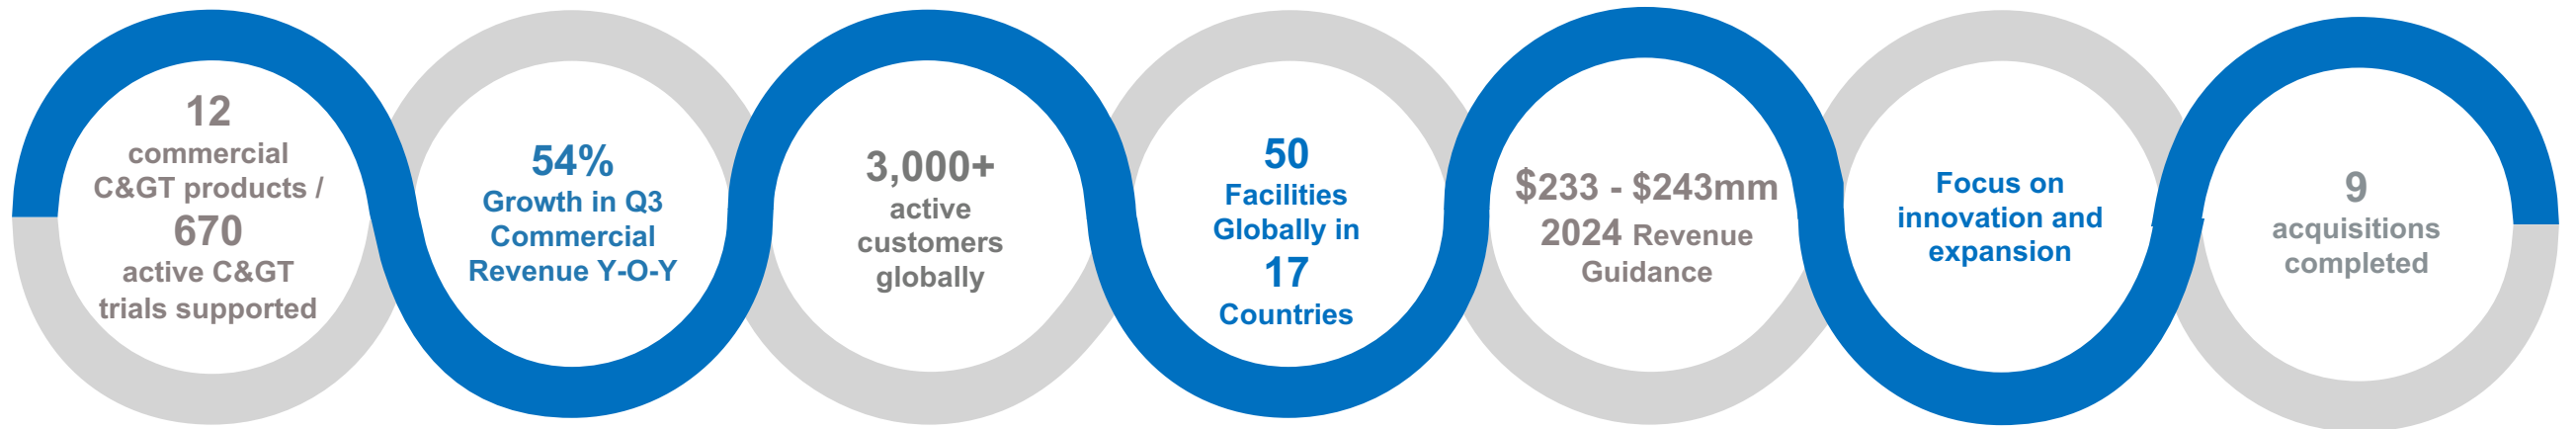 12
commercial
C&GT products /
670
active C&GT
trials supported
54%
Growth in Q3
Commercial
Revenue Y-O-Y
3,000+
active
customers
globally
50
Facilities
Globally in
17
Countries
$233 - $243mm
2024 Revenue
Guidance
Focus on
innovation and
expansion
9
acquisitions
completed